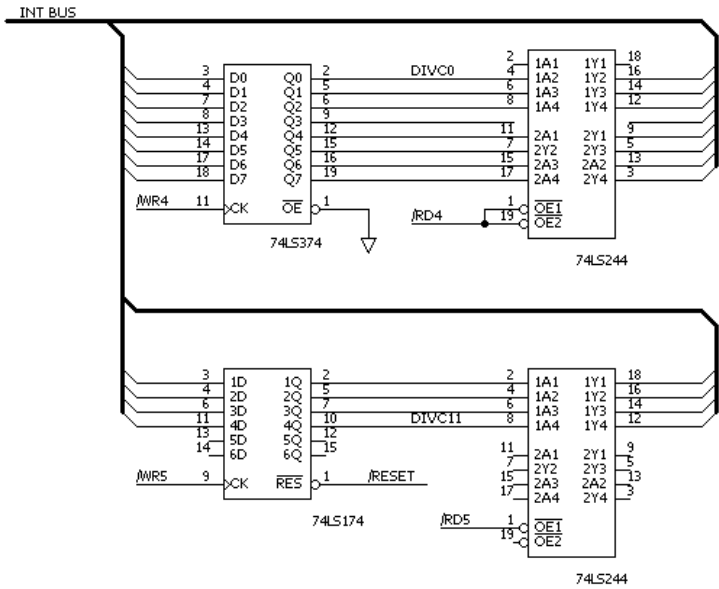 INT BUS
2 1A1 1Y1 18
3 D0 Q0 2 DIVC0 4 1A2 1Y2 16
4 D1 Q1 5 6 1A3 1Y3 14
7 D2 Q2 6 8 1A4 1Y4 12
8 D3 Q3 9
13 D4 Q4 12 11 2A1 2Y1 9
14 D5 Q5 15 7 2Y2 2Y3 5
17 D6 Q6 16 15 2A3 2A2 13
18 D7 Q7 19 17 2A4 2Y4 3
/WR4 11 CK OE 1 1 OE1
/RD4 19 OE2
74LS374
74LS244
3 1D 1Q 2 2 1A1 1Y1 18
4 2D 2Q 5 4 1A2 1Y2 16
6 3D 3Q 7 6 1A3 1Y3 14
11 4D 4Q 10 DIVC11 8 1A4 1Y4 12
13 5D 5Q 12
14 6D 6Q 15 11 2A1 2Y1 9
7 2Y2 2Y3 5
/WR5 9 CK RES 1 /RESET 15 2A3 2A2 13
17 2A4 2Y4 3
74LS174 /RD5 1 OE1
19 OE2
74LS244